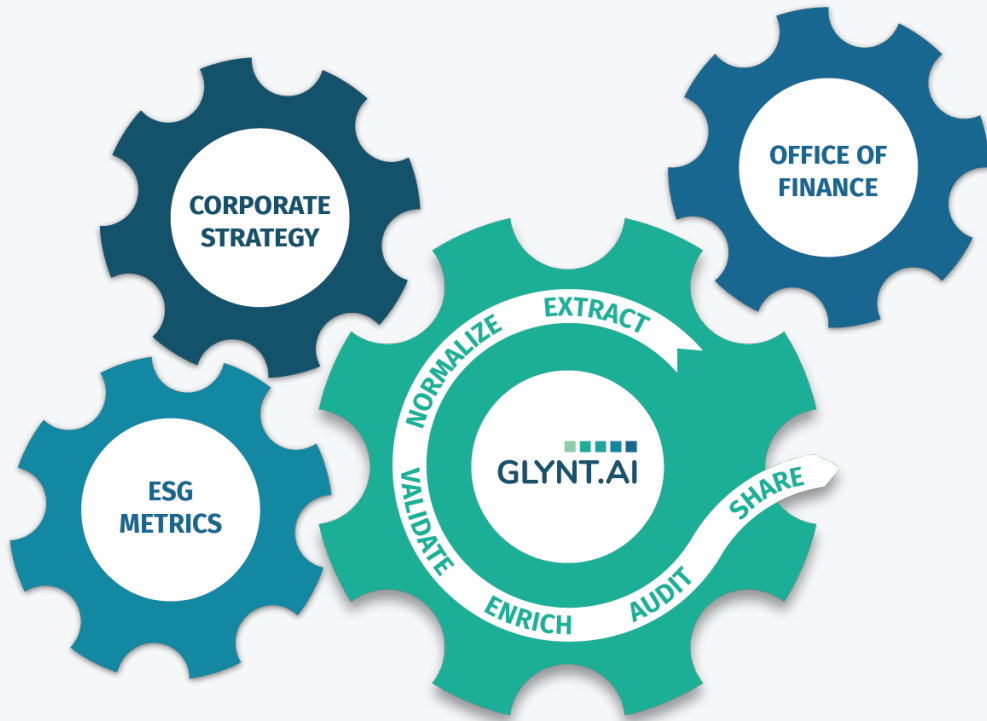 CORPORATE
STRATEGY
OFFICE OF
FINANCE
ESG
METRICS
GLYNT.AI
EXTRACT
NORMALIZE
VALIDATE
ENRICH
AUDIT
SHARE